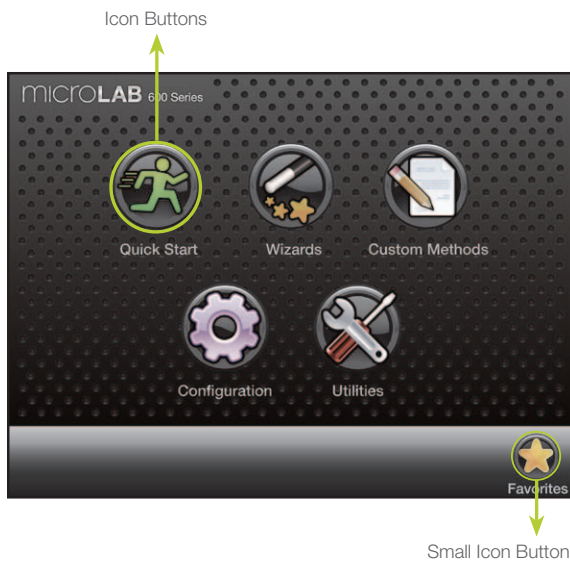 Icon Buttons
microLAB 600 Series
Quick Start
Wizards
Custom Methods
Configuration
Utilities
Favorites
Small Icon Button